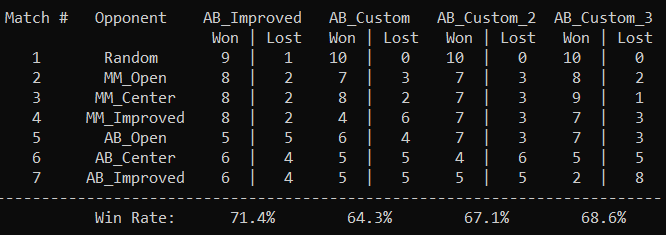 Match #   Opponent    AB_Improved   AB_Custom   AB_Custom_2  AB_Custom_3
Won | Lost   Won | Lost   Won | Lost   Won | Lost
1       Random      9  |   1    10  |   0    10  |   0    10  |   0
2       MM_Open     8  |   2     7  |   3     7  |   3     8  |   2
3      MM_Center    8  |   2     8  |   2     7  |   3     9  |   1
4     MM_Improved   8  |   2     4  |   6     7  |   3     7  |   3
5       AB_Open     5  |   5     6  |   4     7  |   3     7  |   3
6      AB_Center    6  |   4     5  |   5     4  |   6     5  |   5
7     AB_Improved   6  |   4     5  |   5     5  |   5     2  |   8
--------------------------------------------------------------------------
Win Rate:      71.4%        64.3%        67.1%        68.6%